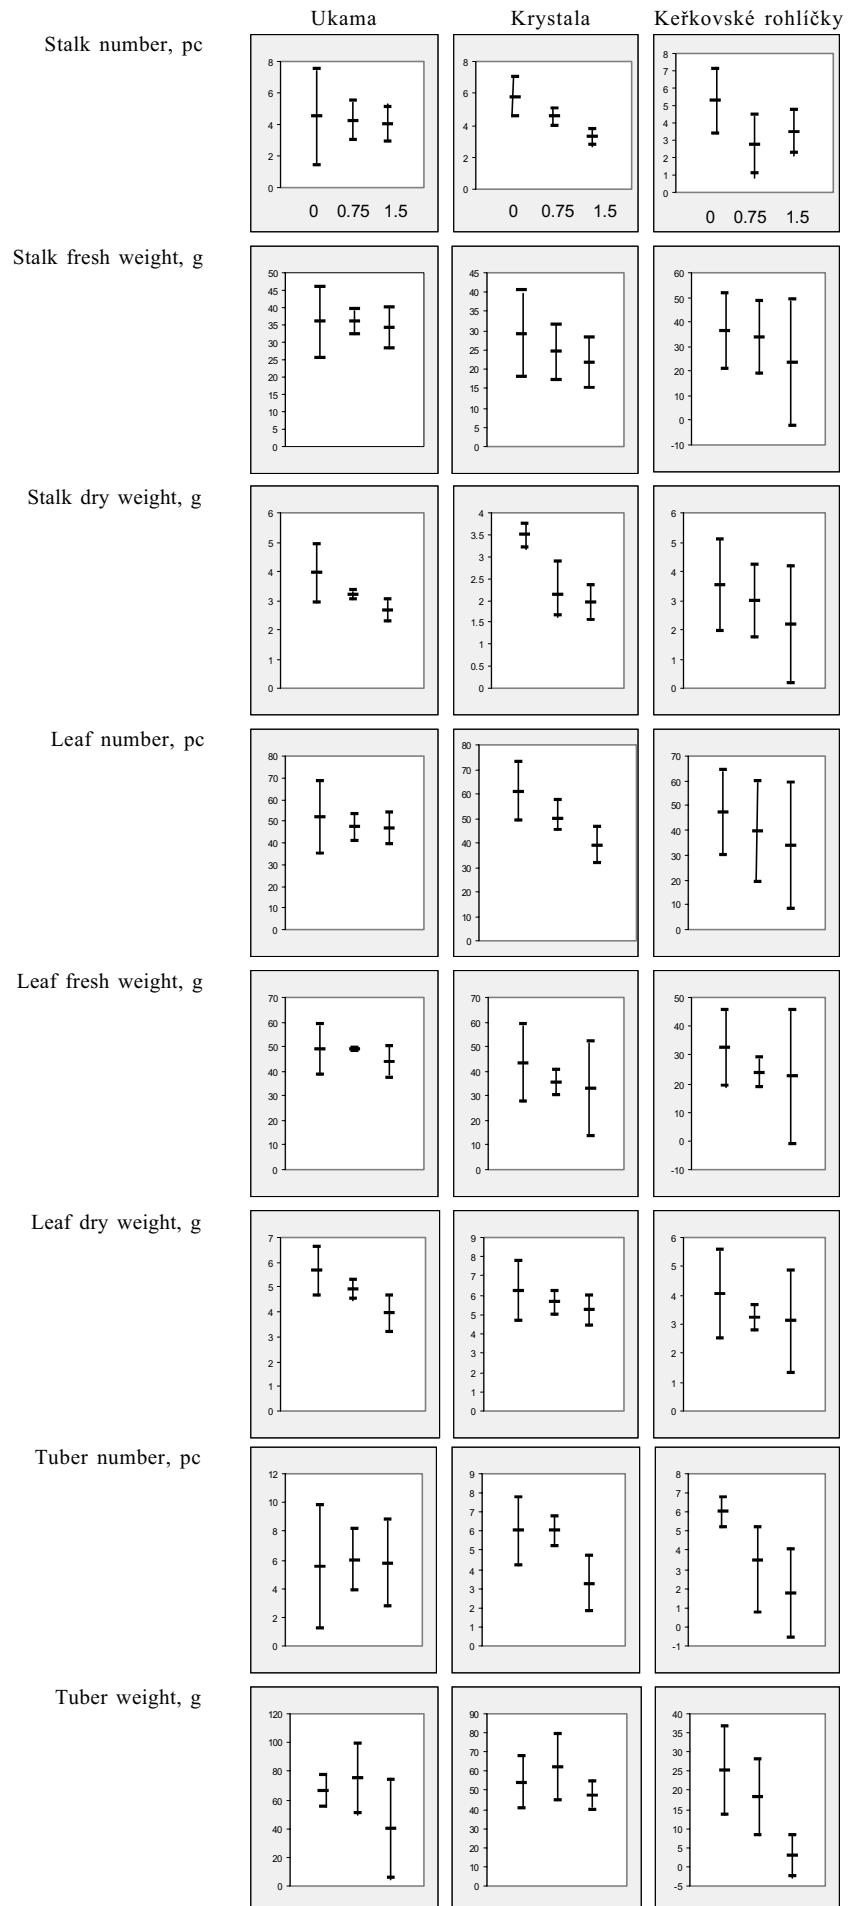 Ukama Krystala Keřkovské rohlíčky
Stalk number, pc
8 6 4 2 0
0 0.75 1.5
8 6 4 2 0
0 0.75 1.5
8 7 6 5 4 3 2 1 0
0 0.75 1.5
Stalk fresh weight, g
50 45 40 35 30 25 20 15 10 5 0
45 40 35 30 25 20 15 10 5 0
60 50 40 30 20 10 0 -10
Stalk dry weight, g
6 5 4 3 2 1 0
4 3.5 3 2.5 2 1.5 1 0.5 0
6 5 4 3 2 1 0
Leaf number, pc
80 70 60 50 40 30 20 10 0
80 70 60 50 40 30 20 10 0
70 60 50 40 30 20 10 0
Leaf fresh weight, g
70 60 50 40 30 20 10 0
70 60 50 40 30 20 10 0
50 40 30 20 10 0 -10
Leaf dry weight, g
7 6 5 4 3 2 1 0
9 8 7 6 5 4 3 2 1 0
6 5 4 3 2 1 0
Tuber number, pc
12 10 8 6 4 2 0
9 8 7 6 5 4 3 2 1 0
8 7 6 5 4 3 2 1 0 -1
Tuber weight, g
120 100 80 60 40 20 0
90 80 70 60 50 40 30 20 10 0
40 35 30 25 20 15 10 5 0 -5